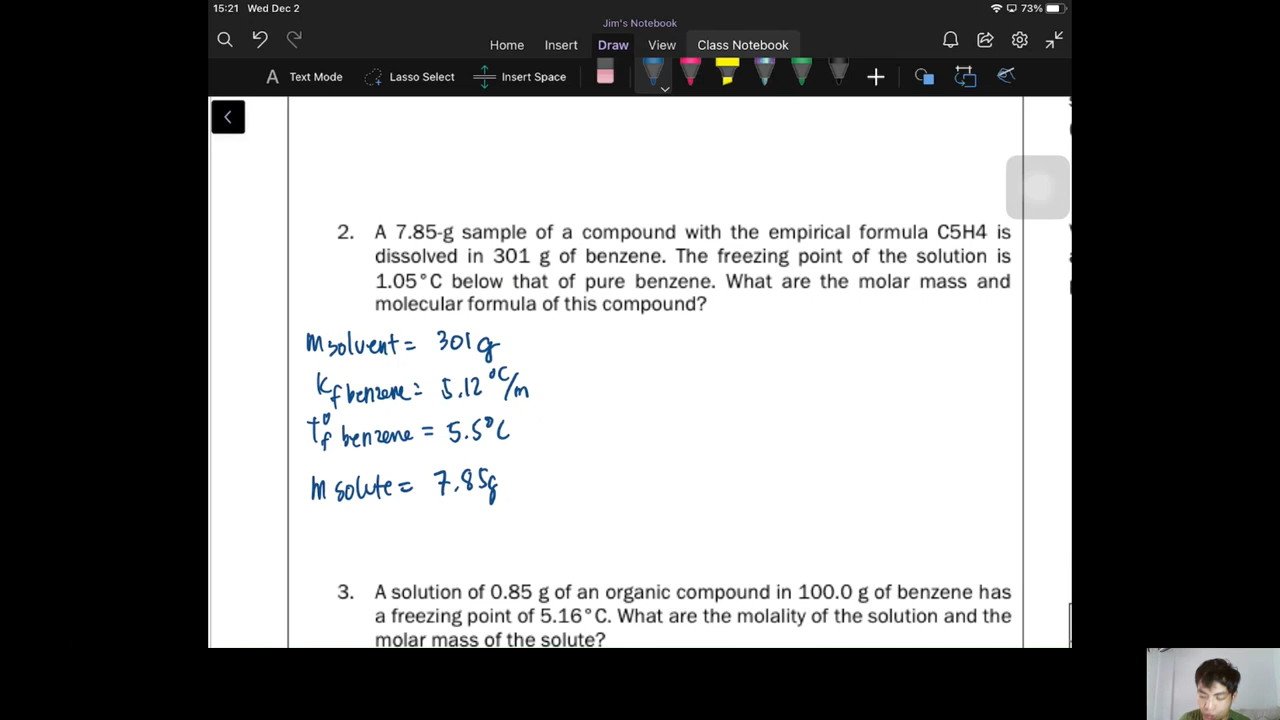 15:21 Wed Dec 2
73%
Jim's Notebook
Home Insert Draw View Class Notebook
Text Mode Lasso Select Insert Space
2. A 7.85-g sample of a compound with the empirical formula C5H4 is
dissolved in 301 g of benzene. The freezing point of the solution is
1.05°C below that of pure benzene. What are the molar mass and
molecular formula of this compound?
m solvent = 301 g
Kf benzene = 5.12 °C/m
t°f benzene = 5.5°C
m solute = 7.85g
3. A solution of 0.85 g of an organic compound in 100.0 g of benzene has
a freezing point of 5.16°C. What are the molality of the solution and the
molar mass of the solute?